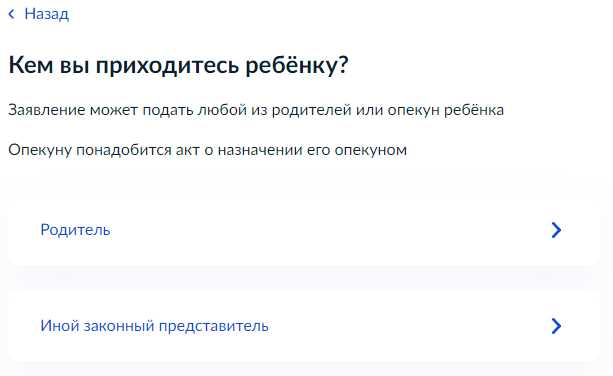 Назад
Кем вы приходитесь ребёнку?
Заявление может подать любой из родителей или опекун ребёнка
Опекуну понадобится акт о назначении его опекуном
Родитель
Иной законный представитель